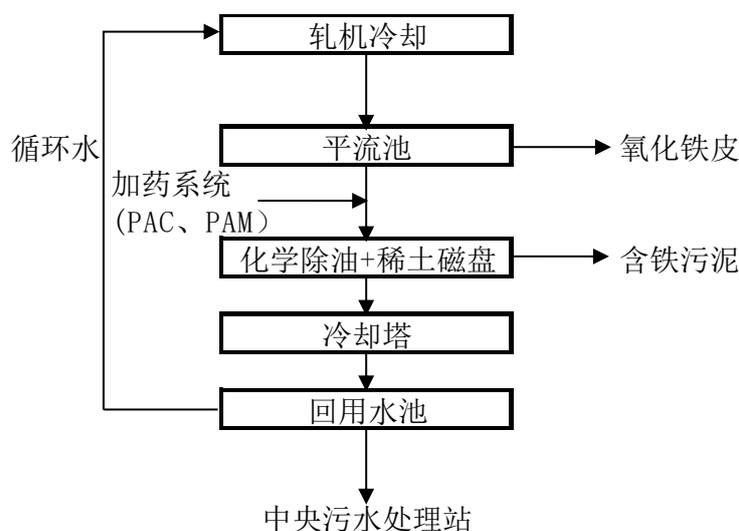 轧机冷却
循环水
平流池
氧化铁皮
加药系统
(PAC、PAM）
化学除油+稀土磁盘
含铁污泥
冷却塔
回用水池
中央污水处理站